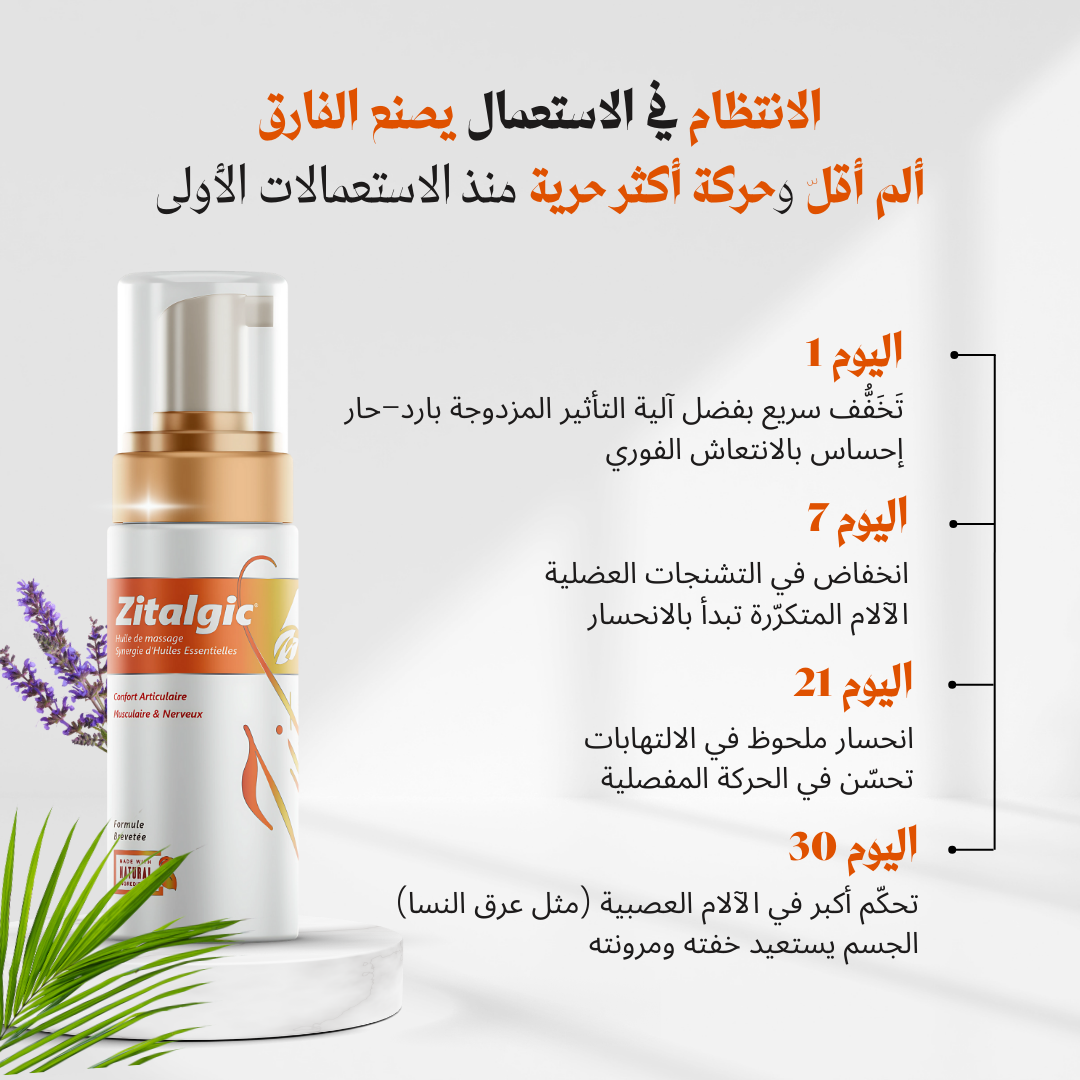 الانتظام في الاستعمال يصنع الفارق
ألم أقلّ وحركة أكثر حرية منذ الاستعمالات الأولى
اليوم 1
تَخَفُّف سريع بفضل آلية التأثير المزدوجة بارد–حار
إحساس بالانتعاش الفوري
اليوم 7
انخفاض في التشنجات العضلية
الآلام المتكرّرة تبدأ بالانحسار
اليوم 21
انحسار ملحوظ في الالتهابات
تحسّن في الحركة المفصلية
اليوم 30
تحكّم أكبر في الآلام العصبية (مثل عرق النسا)
الجسم يستعيد خفته ومرونته
Zitalgic
Huile de massage
Synergie d'Huiles Essentielles
Confort Articulaire
Musculaire & Nerveux
Formule
Brevetée
MADE WITH
NATURAL